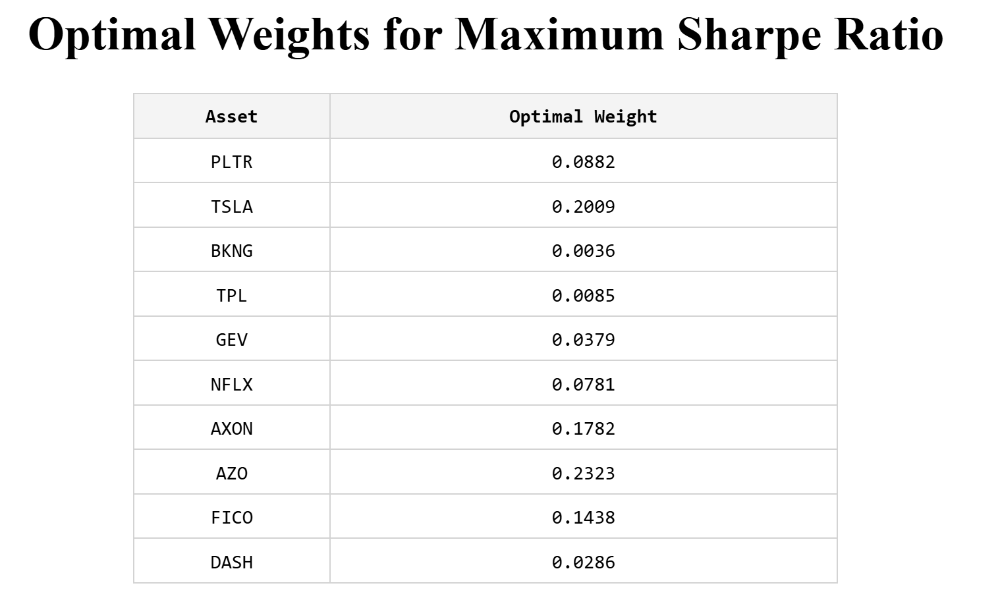 Optimal Weights for Maximum Sharpe Ratio
Asset Optimal Weight
PLTR 0.0882
TSLA 0.2009
BKNG 0.0036
TPL 0.0085
GEV 0.0379
NFLX 0.0781
AXON 0.1782
AZO 0.2323
FICO 0.1438
DASH 0.0286